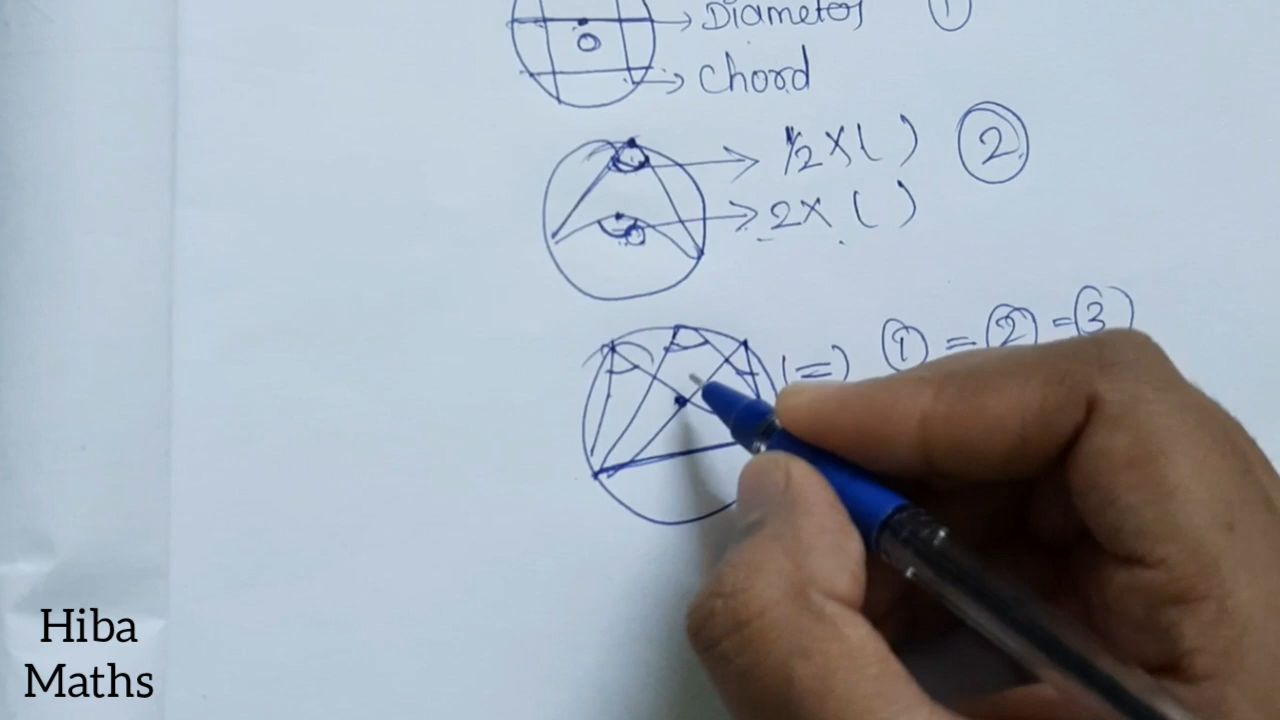 Diameter ①
O
Chord
1/2 × ( ) ②
2 × ( )
O
(=) ① = ② = ③
Hiba
Maths